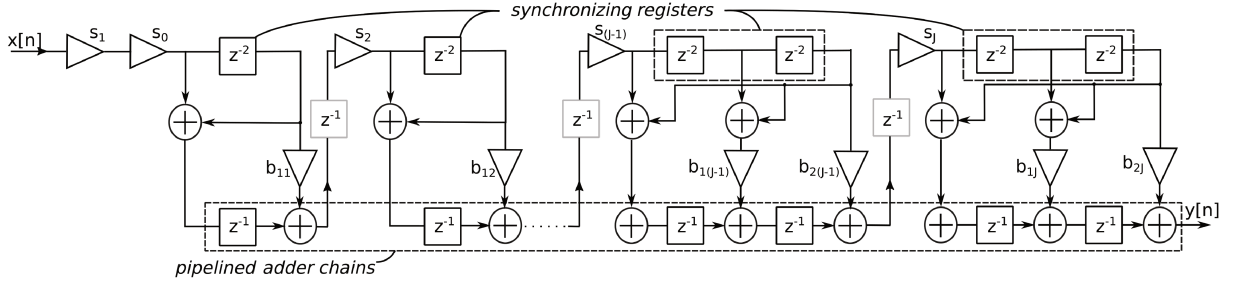 synchronizing registers
x[n] s₁ s₀ z⁻² s₂ z⁻² s₍J₋₁₎ z⁻² z⁻² sJ z⁻² z⁻²
z⁻¹ z⁻¹ z⁻¹
b₁₁ b₁₂ b₁₍J₋₁₎ b₂₍J₋₁₎ b₁J b₂J
z⁻¹ z⁻¹ z⁻¹ z⁻¹ z⁻¹ z⁻¹ y[n]
pipelined adder chains